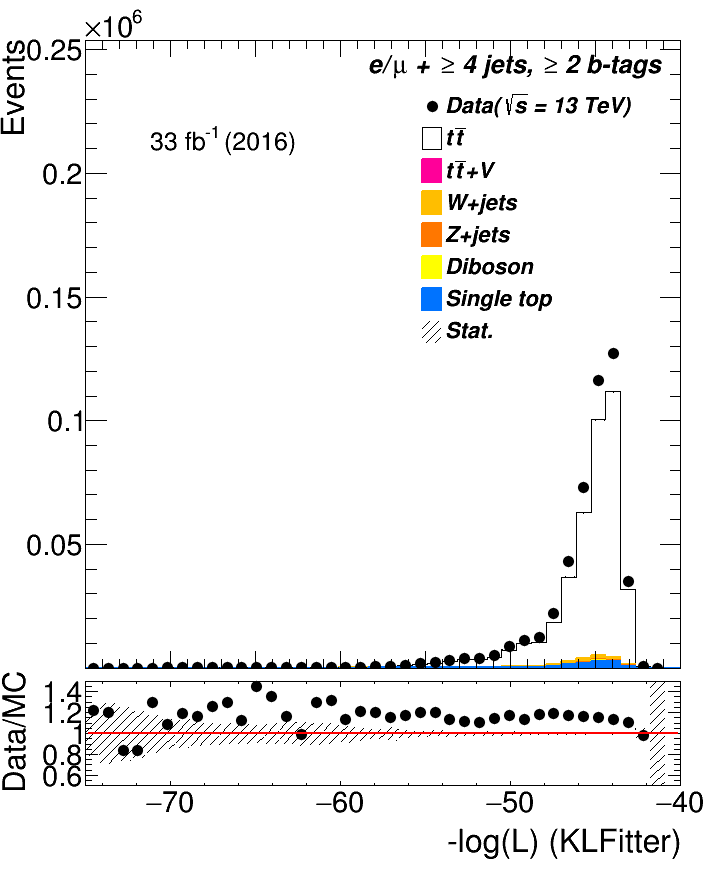 ×10⁶
Events
0.25
0.2
0.15
0.1
0.05
e/μ + ≥ 4 jets, ≥ 2 b-tags
33 fb⁻¹ (2016)
Data(√s = 13 TeV)
tt̅
tt̅+V
W+jets
Z+jets
Diboson
Single top
Stat.
Data/MC
1.4
1.2
1
0.8
0.6
−70 −60 −50 −40
-log(L) (KLFitter)